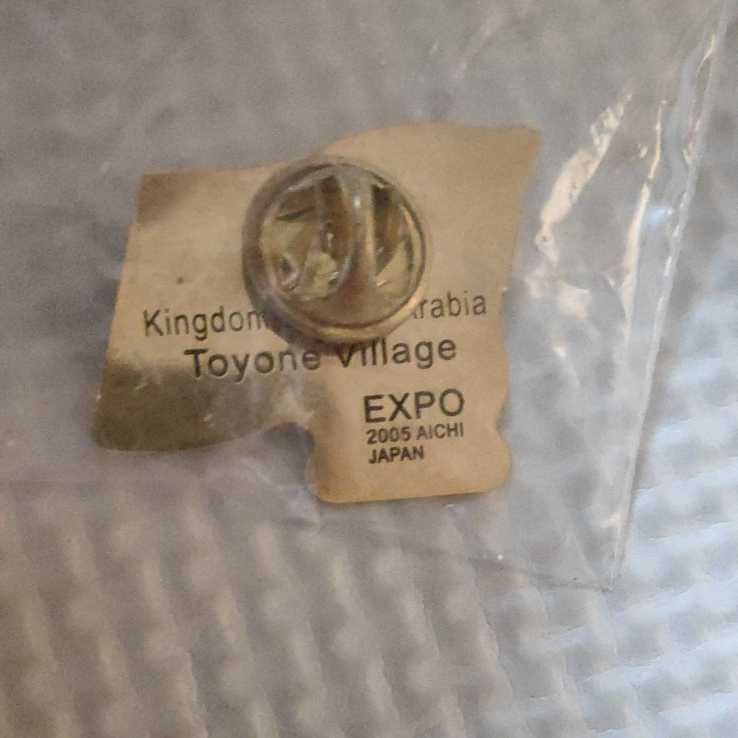 Kingdom Arabia
Toyone Village
EXPO
2005 AICHI
JAPAN